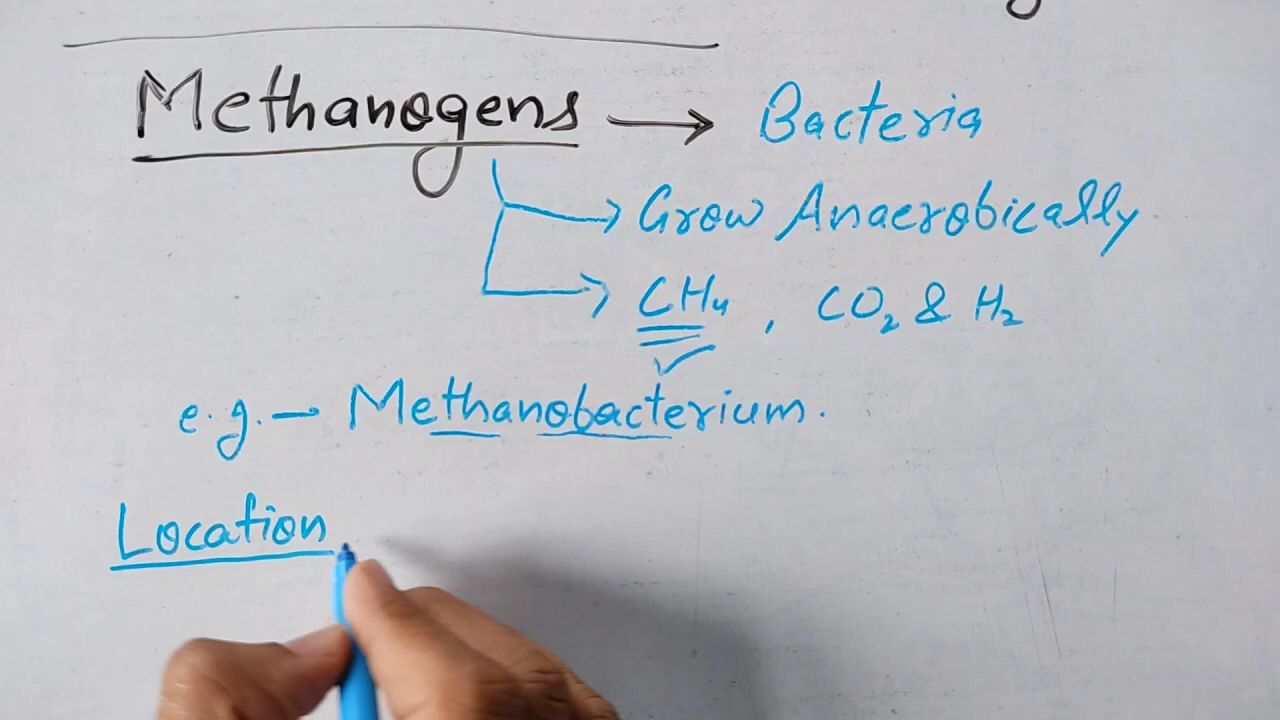 Methanogens → Bacteria
→ Grow Anaerobically
→ CH4, CO2 & H2
e.g. → Methanobacterium.
Location